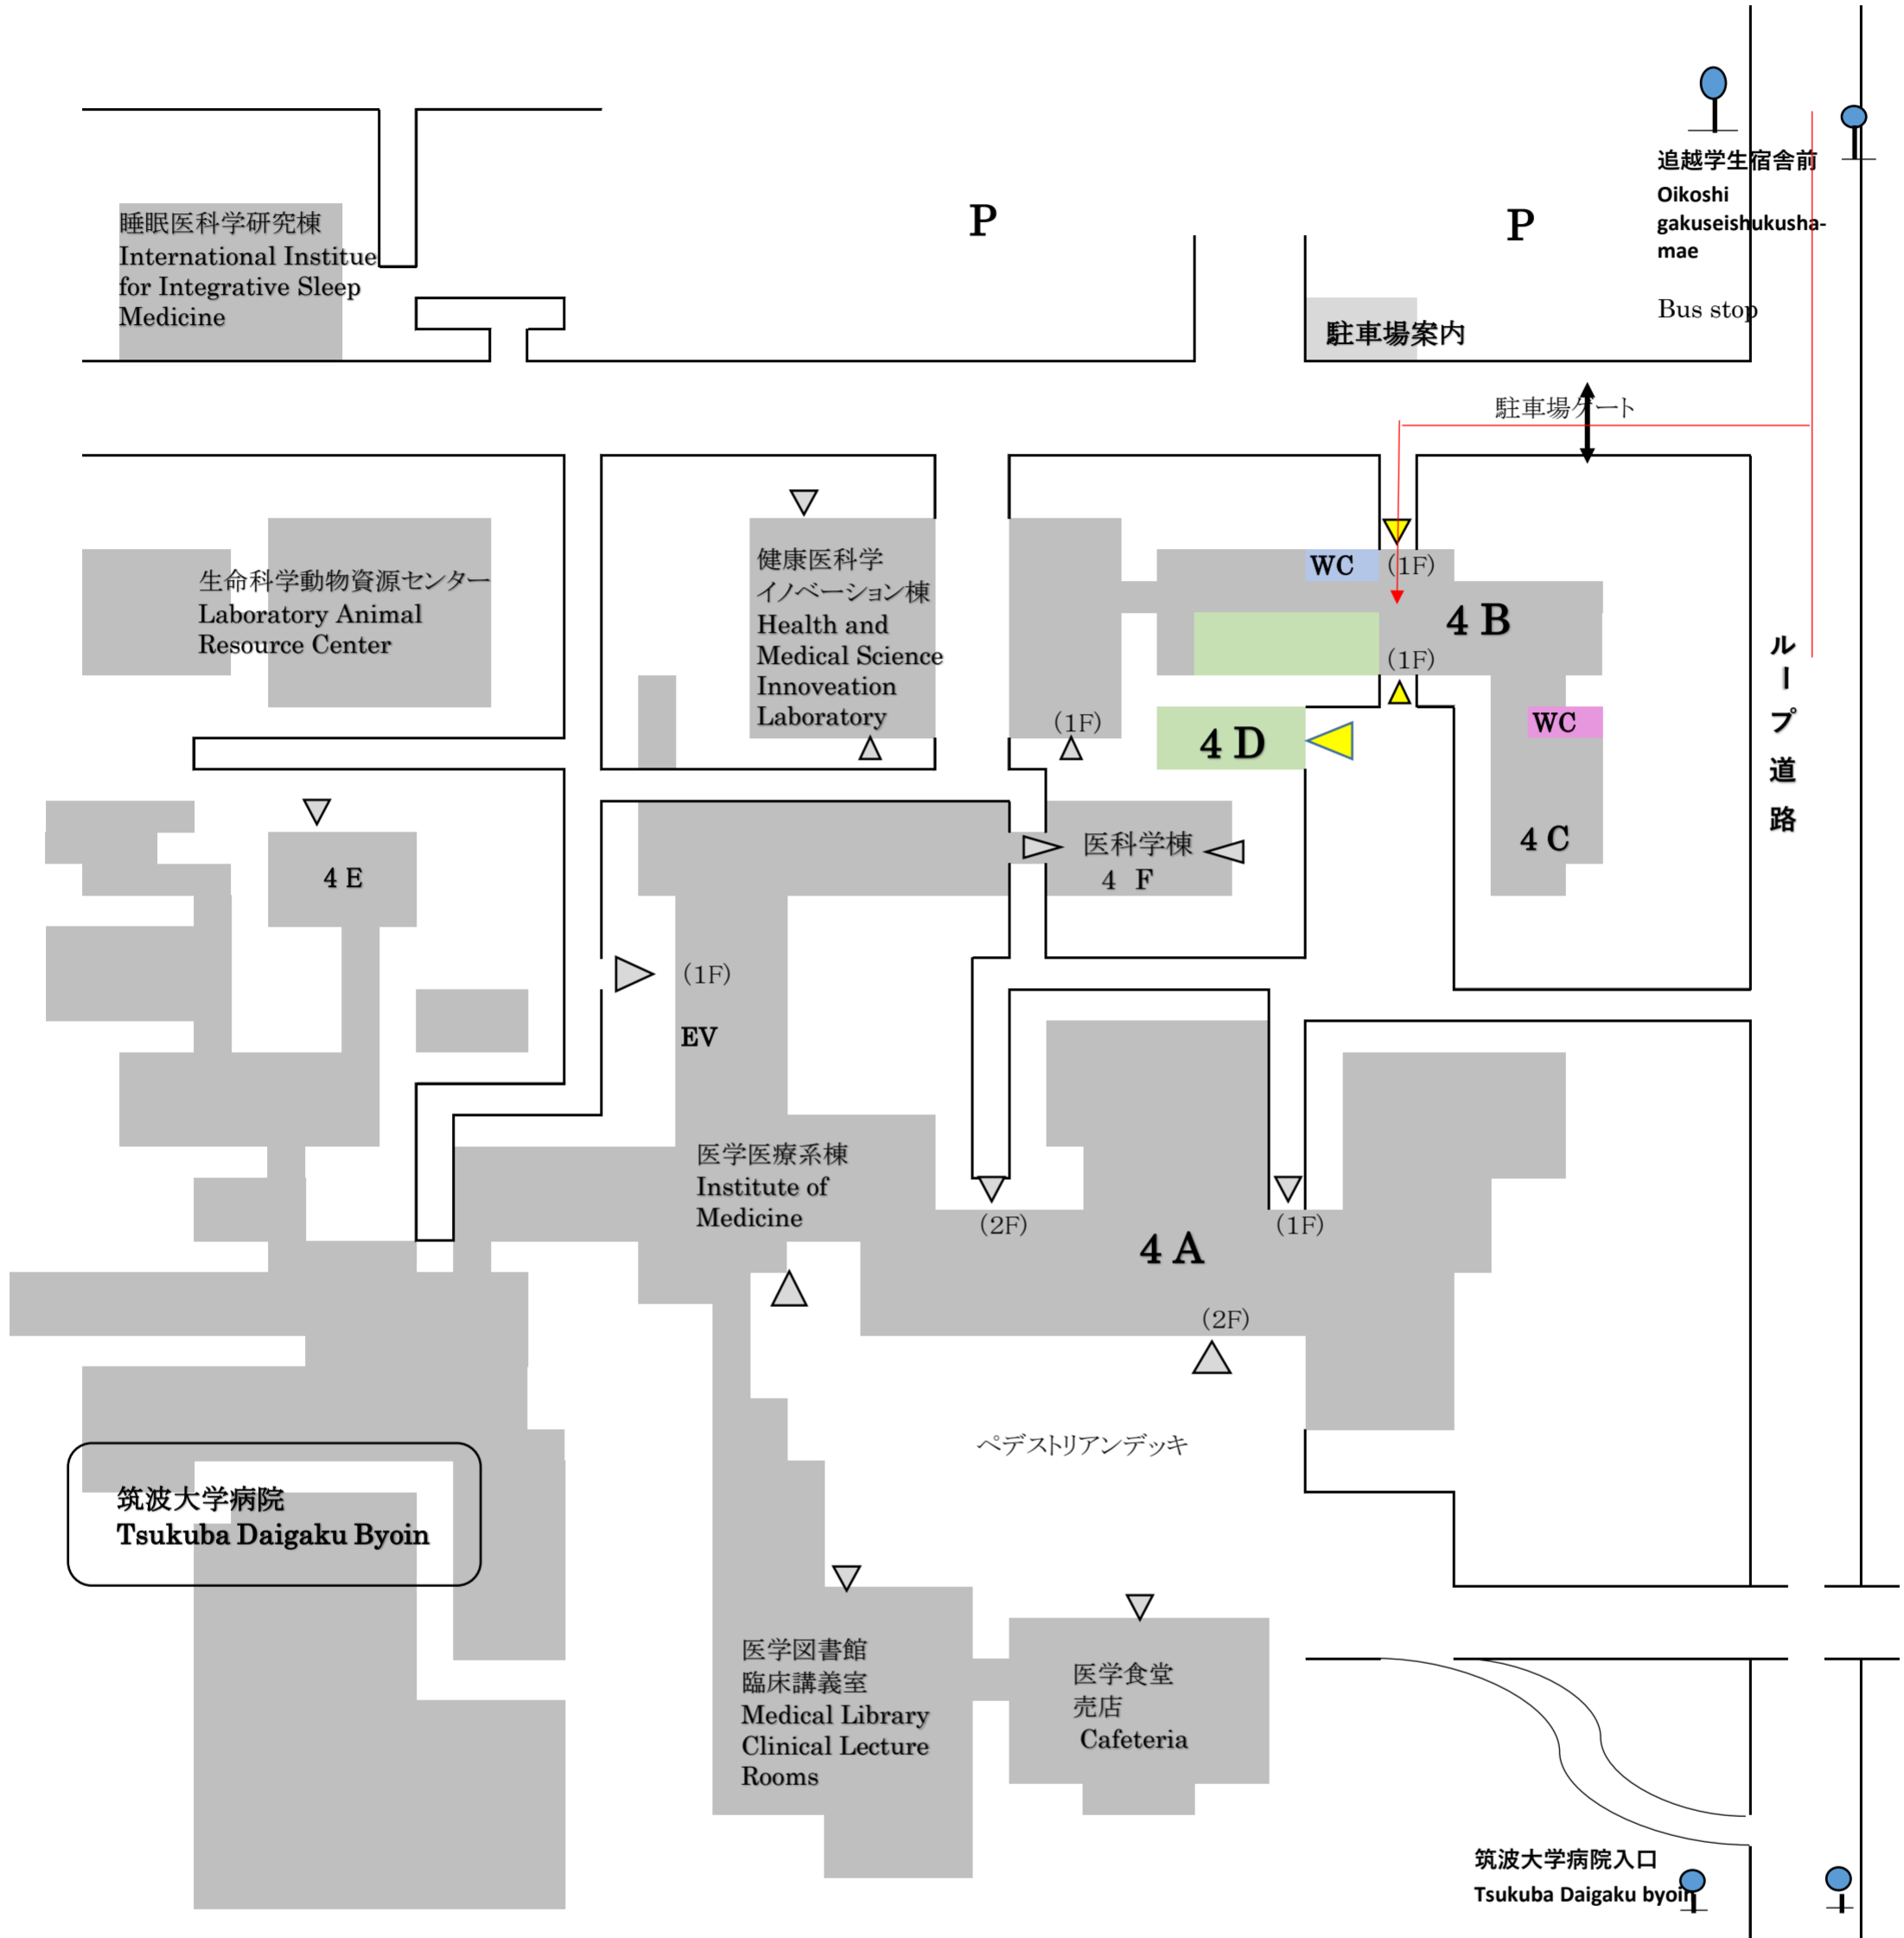 追越学生宿舎前
Oikoshi
gakuseishukusha-
mae
Bus stop
P
P
睡眠医科学研究棟
International Institue
for Integrative Sleep
Medicine
駐車場案内
駐車場ゲート
健康医科学
イノベーション棟
Health and
Medical Science
Innoveation
Laboratory
WC
(1F)
生命科学動物資源センター
Laboratory Animal
Resource Center
4 B
(1F)
ループ道路
(1F)
4 D
WC
医科学棟
4 F
4 C
4 E
(1F)
EV
医学医療系棟
Institute of
Medicine
(2F)
(1F)
4 A
(2F)
ペデストリアンデッキ
筑波大学病院
Tsukuba Daigaku Byoin
医学図書館
臨床講義室
Medical Library
Clinical Lecture
Rooms
医学食堂
売店
Cafeteria
筑波大学病院入口
Tsukuba Daigaku byoin